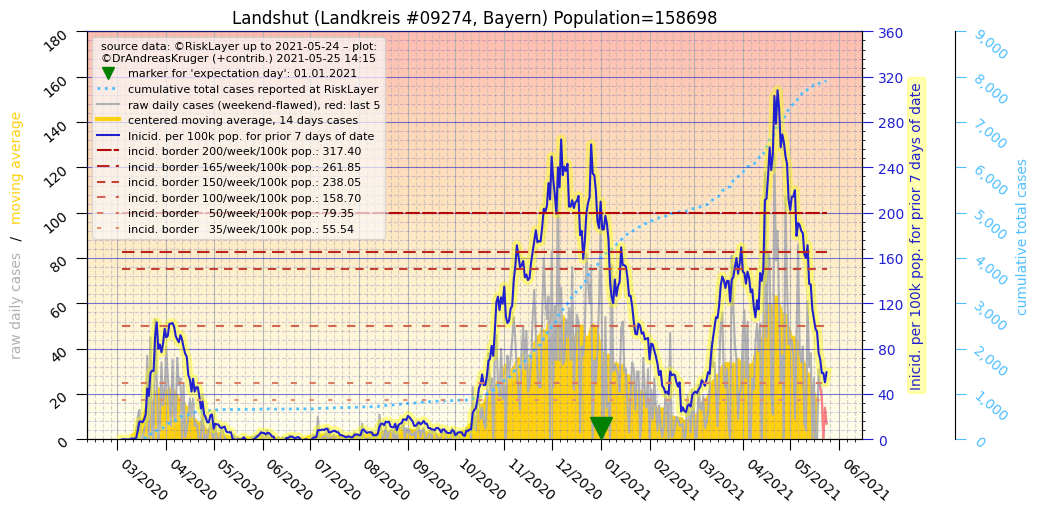 Landshut (Landkreis #09274, Bayern) Population=158698
source data: ©RiskLayer up to 2021-05-24 – plot:
©DrAndreasKruger (+contrib.) 2021-05-25 14:15
marker for 'expectation day': 01.01.2021
cumulative total cases reported at RiskLayer
raw daily cases (weekend-flawed), red: last 5
centered moving average, 14 days cases
Inicid. per 100k pop. for prior 7 days of date
incid. border 200/week/100k pop.: 317.40
incid. border 165/week/100k pop.: 261.85
incid. border 150/week/100k pop.: 238.05
incid. border 100/week/100k pop.: 158.70
incid. border   50/week/100k pop.: 79.35
incid. border   35/week/100k pop.: 55.54
raw daily cases / moving average
180
160
140
120
100
80
60
40
20
0
03/2020
04/2020
05/2020
06/2020
07/2020
08/2020
09/2020
10/2020
11/2020
12/2020
01/2021
02/2021
03/2021
04/2021
05/2021
06/2021
360
320
280
240
200
160
120
80
40
0
Inicid. per 100k pop. for prior 7 days of date
9,000
8,000
7,000
6,000
5,000
4,000
3,000
2,000
1,000
0
cumulative total cases